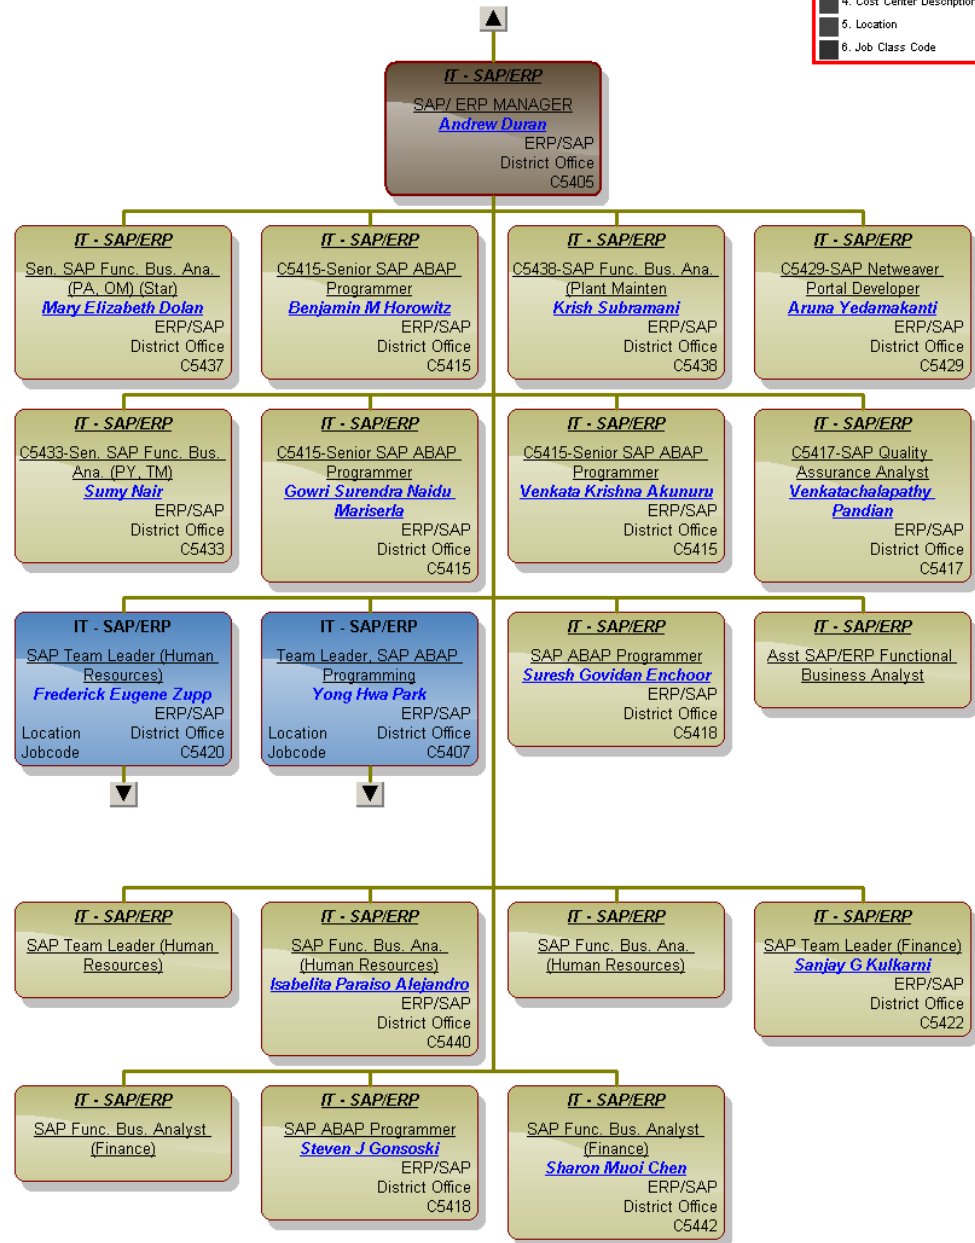 4. Cost Center Description
5. Location
6. Job Class Code
IT - SAP/ERP
SAP/ ERP MANAGER
Andrew Duran
ERP/SAP
District Office
C5405
IT - SAP/ERP
Sen. SAP Func. Bus. Ana.
(PA, OM) (Star)
Mary Elizabeth Dolan
ERP/SAP
District Office
C5437
IT - SAP/ERP
C5415-Senior SAP ABAP
Programmer
Benjamin M Horowitz
ERP/SAP
District Office
C5415
IT - SAP/ERP
C5438-SAP Func. Bus. Ana.
(Plant Mainten
Krish Subramani
ERP/SAP
District Office
C5438
IT - SAP/ERP
C5429-SAP Netweaver
Portal Developer
Aruna Yedamakanti
ERP/SAP
District Office
C5429
IT - SAP/ERP
C5433-Sen. SAP Func. Bus.
Ana. (PY, TM)
Sumy Nair
ERP/SAP
District Office
C5433
IT - SAP/ERP
C5415-Senior SAP ABAP
Programmer
Gowri Surendra Naidu
Mariserla
ERP/SAP
District Office
C5415
IT - SAP/ERP
C5415-Senior SAP ABAP
Programmer
Venkata Krishna Akunuru
ERP/SAP
District Office
C5415
IT - SAP/ERP
C5417-SAP Quality
Assurance Analyst
Venkatachalapathy
Pandian
ERP/SAP
District Office
C5417
IT - SAP/ERP
SAP Team Leader (Human
Resources)
Frederick Eugene Zupp
ERP/SAP
Location District Office
Jobcode C5420
IT - SAP/ERP
Team Leader, SAP ABAP
Programming
Yong Hwa Park
ERP/SAP
Location District Office
Jobcode C5407
IT - SAP/ERP
SAP ABAP Programmer
Suresh Govidan Enchoor
ERP/SAP
District Office
C5418
IT - SAP/ERP
Asst SAP/ERP Functional
Business Analyst
IT - SAP/ERP
SAP Team Leader (Human
Resources)
IT - SAP/ERP
SAP Func. Bus. Ana.
(Human Resources)
Isabelita Paraiso Alejandro
ERP/SAP
District Office
C5440
IT - SAP/ERP
SAP Func. Bus. Ana.
(Human Resources)
IT - SAP/ERP
SAP Team Leader (Finance)
Sanjay G Kulkarni
ERP/SAP
District Office
C5422
IT - SAP/ERP
SAP Func. Bus. Analyst
(Finance)
IT - SAP/ERP
SAP ABAP Programmer
Steven J Gonsoski
ERP/SAP
District Office
C5418
IT - SAP/ERP
SAP Func. Bus. Analyst
(Finance)
Sharon Muoi Chen
ERP/SAP
District Office
C5442